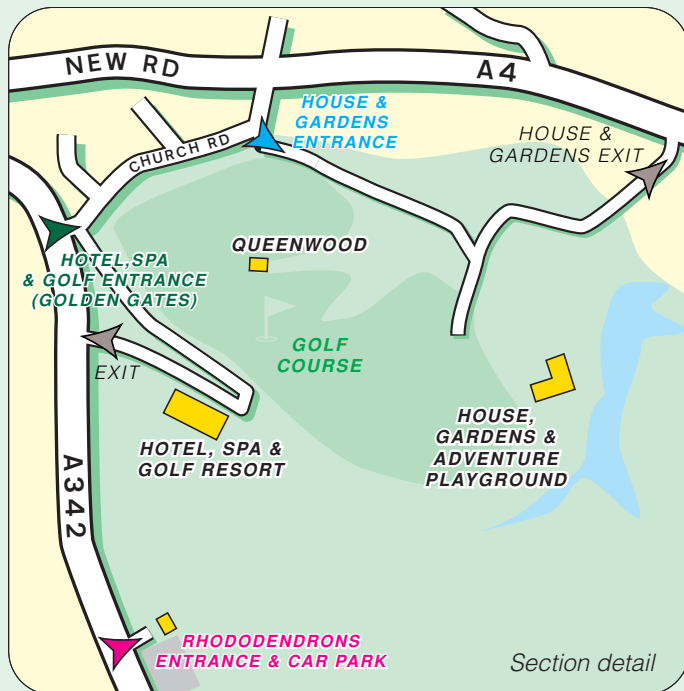 NEW RD
A4
HOUSE &
GARDENS
ENTRANCE
CHURCH RD
HOUSE &
GARDENS EXIT
QUEENWOOD
HOTEL,SPA
& GOLF ENTRANCE
(GOLDEN GATES)
GOLF
COURSE
EXIT
HOTEL, SPA &
GOLF RESORT
HOUSE,
GARDENS &
ADVENTURE
PLAYGROUND
A342
RHODODENDRONS
ENTRANCE & CAR PARK
Section detail